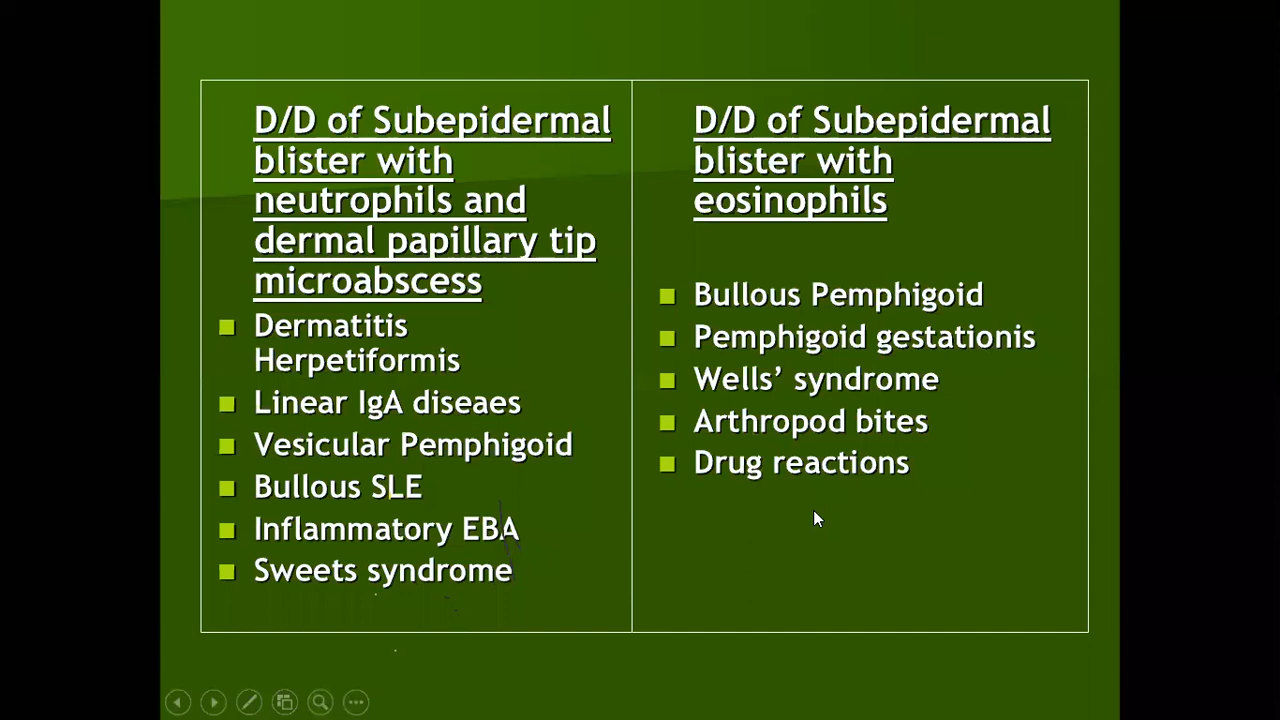 D/D of Subepidermal
blister with
neutrophils and
dermal papillary tip
microabscess
Dermatitis
Herpetiformis
Linear IgA diseaes
Vesicular Pemphigoid
Bullous SLE
Inflammatory EBA
Sweets syndrome
D/D of Subepidermal
blister with
eosinophils
Bullous Pemphigoid
Pemphigoid gestationis
Wells’ syndrome
Arthropod bites
Drug reactions